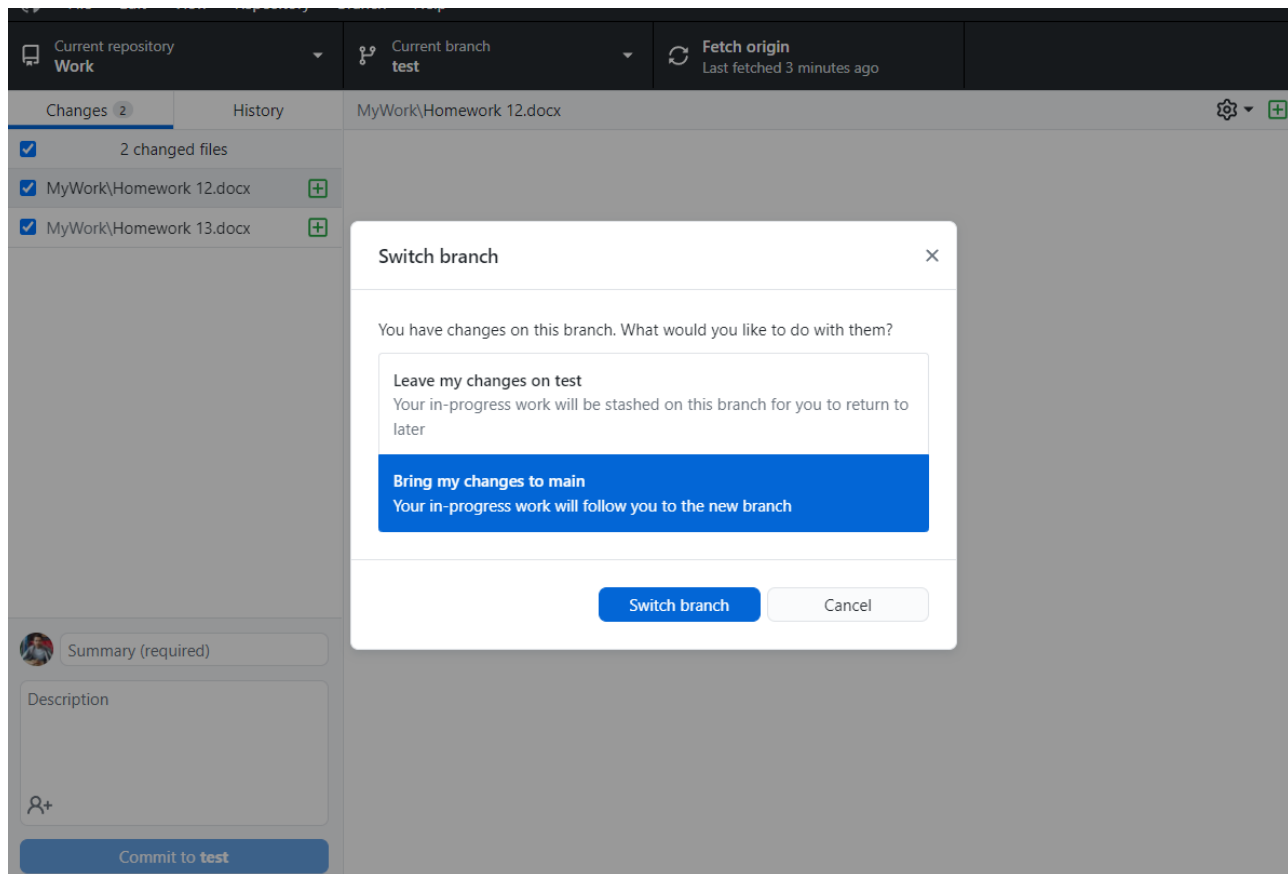 Current repository
Work
Current branch
test
Fetch origin
Last fetched 3 minutes ago
Changes 2
History
MyWork\Homework 12.docx
2 changed files
MyWork\Homework 12.docx
MyWork\Homework 13.docx
Switch branch
You have changes on this branch. What would you like to do with them?
Leave my changes on test
Your in-progress work will be stashed on this branch for you to return to
later
Bring my changes to main
Your in-progress work will follow you to the new branch
Switch branch
Cancel
Summary (required)
Description
Commit to test